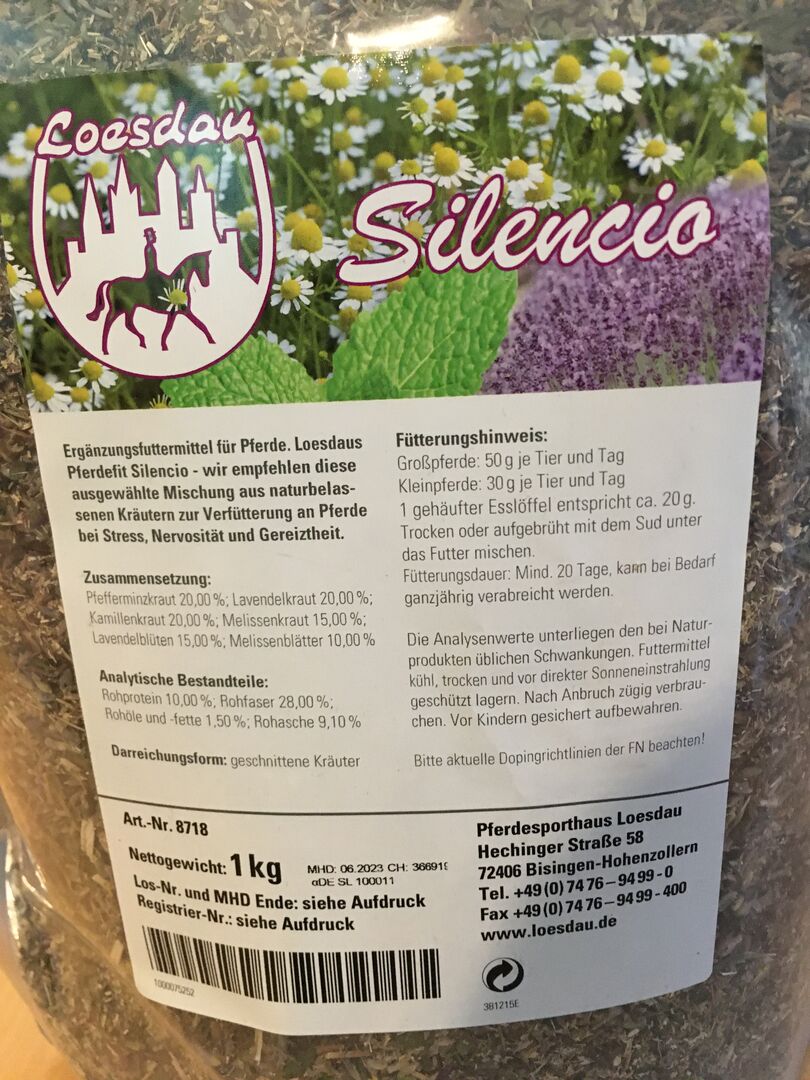 Loesdau
Silencio
Ergänzungsfuttermittel für Pferde. Loesdaus
Pferdefit Silencio - wir empfehlen diese
ausgewählte Mischung aus naturbelas-
senen Kräutern zur Verfütterung an Pferde
bei Stress, Nervosität und Gereiztheit.
Zusammensetzung:
Pfefferminzkraut 20,00 %; Lavendelkraut 20,00 %;
Kamillenkraut 20,00 %; Melissenkraut 15,00 %;
Lavendelblüten 15,00 %; Melissenblätter 10,00 %
Analytische Bestandteile:
Rohprotein 10,00 %; Rohfaser 28,00 %;
Rohöle und -fette 1,50 %; Rohasche 9,10 %
Darreichungsform: geschnittene Kräuter
Fütterungshinweis:
Großpferde: 50 g je Tier und Tag
Kleinpferde: 30 g je Tier und Tag
1 gehäufter Esslöffel entspricht ca. 20 g.
Trocken oder aufgebrüht mit dem Sud unter
das Futter mischen.
Fütterungsdauer: Mind. 20 Tage, kann bei Bedarf
ganzjährig verabreicht werden.
Die Analysenwerte unterliegen den bei Natur-
produkten üblichen Schwankungen. Futtermittel
kühl, trocken und vor direkter Sonneneinstrahlung
geschützt lagern. Nach Anbruch zügig verbrau-
chen. Vor Kindern gesichert aufbewahren.
Bitte aktuelle Dopingrichtlinien der FN beachten!
Art.-Nr. 8718
Nettogewicht: 1 kg
MHD: 06.2023 CH: 366919
αDE SL 100011
Los-Nr. und MHD Ende: siehe Aufdruck
Registrier-Nr.: siehe Aufdruck
1000075252
Pferdesporthaus Loesdau
Hechinger Straße 58
72406 Bisingen-Hohenzollern
Tel. +49 (0) 74 76 – 94 99 - 0
Fax +49 (0) 74 76 – 94 99 - 400
www.loesdau.de
381215E